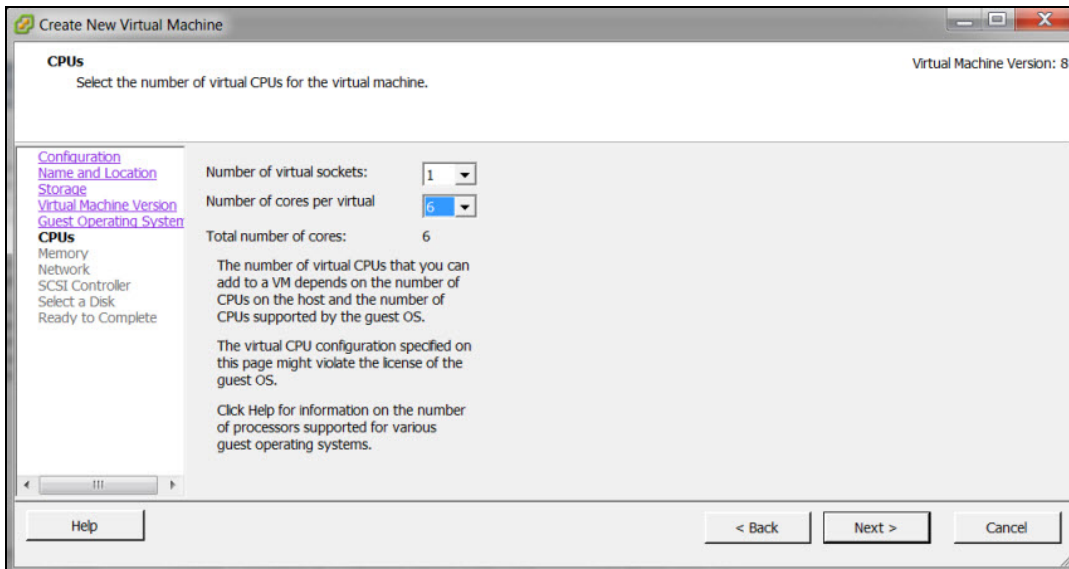 Create New Virtual Machine
CPUs
Select the number of virtual CPUs for the virtual machine.
Virtual Machine Version: 8
Configuration
Name and Location
Storage
Virtual Machine Version
Guest Operating System
CPUs
Memory
Network
SCSI Controller
Select a Disk
Ready to Complete
Number of virtual sockets: 1
Number of cores per virtual 6
Total number of cores: 6
The number of virtual CPUs that you can
add to a VM depends on the number of
CPUs on the host and the number of
CPUs supported by the guest OS.
The virtual CPU configuration specified on
this page might violate the license of the
guest OS.
Click Help for information on the number
of processors supported for various
guest operating systems.
Help
< Back
Next >
Cancel